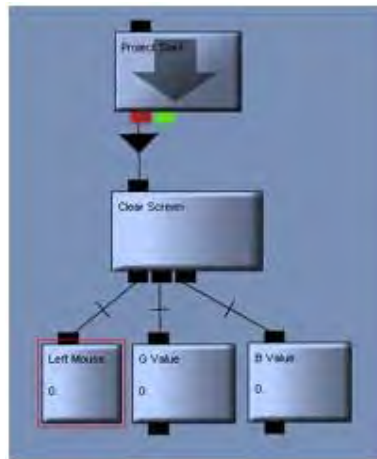 Project Start
Clear Screen
Left Mouse
0.
G Value
0.
B Value
0.